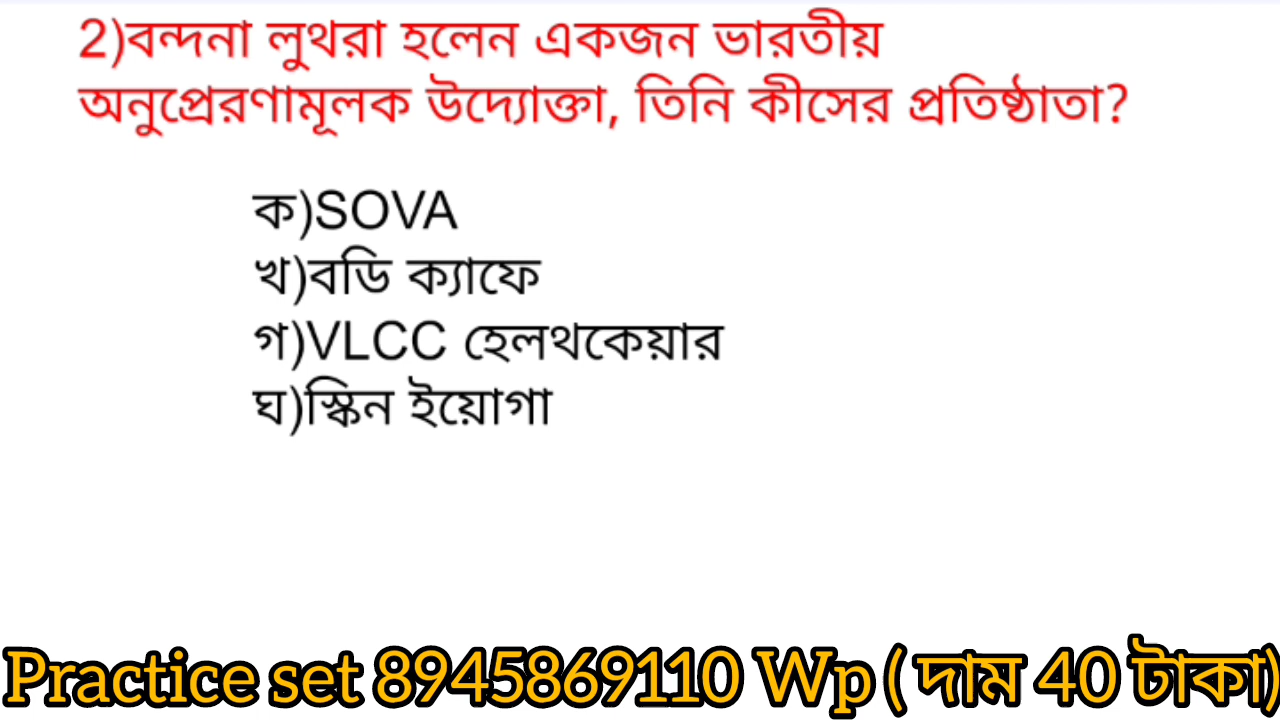 2)বন্দনা লুথরা হলেন একজন ভারতীয়
অনুপ্রেরণামূলক উদ্যোক্তা, তিনি কীসের প্রতিষ্ঠাতা?
ক)SOVA
খ)বডি ক্যাফে
গ)VLCC হেলথকেয়ার
ঘ)স্কিন ইয়োগা
Practice set 8945869110 Wp ( দাম 40 টাকা)